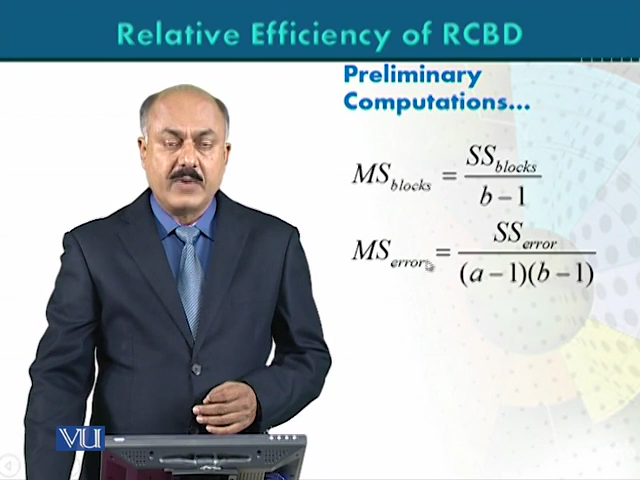 Relative Efficiency of RCBD
Preliminary
Computations...
MS_blocks = SS_blocks / (b − 1)
MS_error = SS_error / ((a − 1)(b − 1))
VU